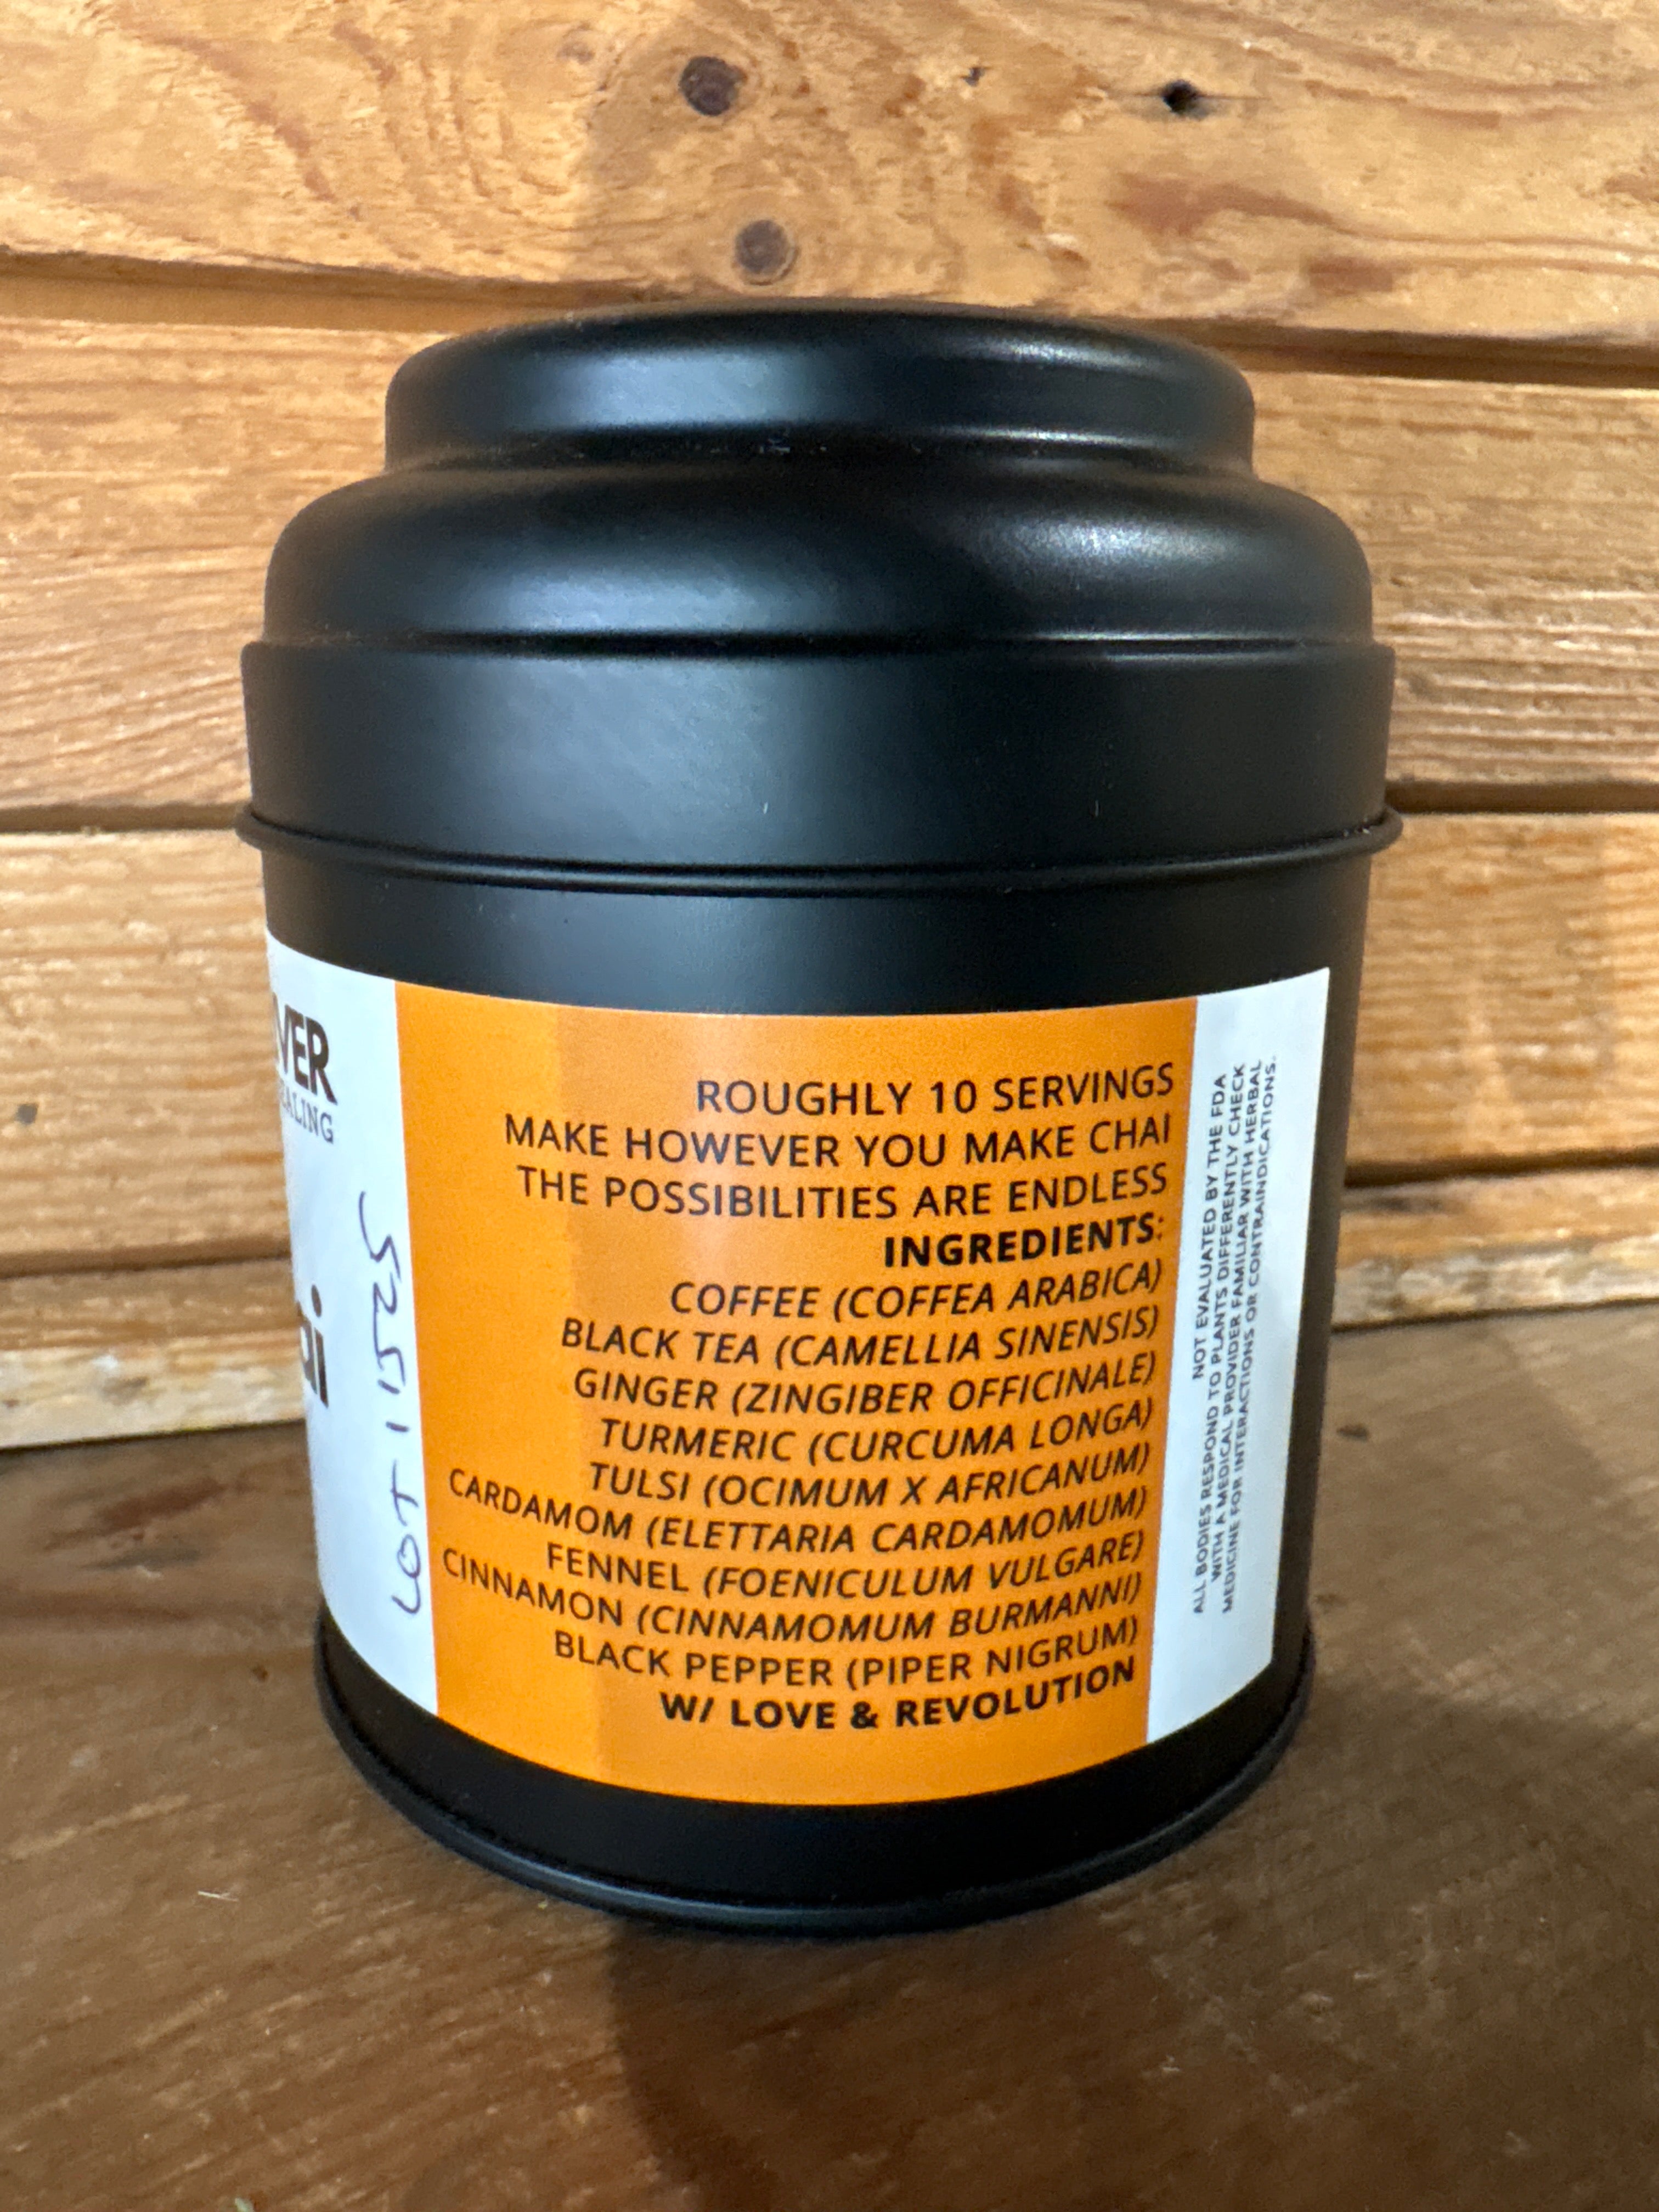 VER
EALING
ai
LOT 11525
ROUGHLY 10 SERVINGS
MAKE HOWEVER YOU MAKE CHAI
THE POSSIBILITIES ARE ENDLESS
INGREDIENTS:
COFFEE (COFFEA ARABICA)
BLACK TEA (CAMELLIA SINENSIS)
GINGER (ZINGIBER OFFICINALE)
TURMERIC (CURCUMA LONGA)
TULSI (OCIMUM X AFRICANUM)
CARDAMOM (ELETTARIA CARDAMOMUM)
FENNEL (FOENICULUM VULGARE)
CINNAMON (CINNAMOMUM BURMANNI)
BLACK PEPPER (PIPER NIGRUM)
W/ LOVE & REVOLUTION
NOT EVALUATED BY THE FDA
ALL BODIES RESPOND TO PLANTS DIFFERENTLY CHECK
WITH A MEDICAL PROVIDER FAMILIAR WITH HERBAL
MEDICINE FOR INTERACTIONS OR CONTRAINDICATIONS.